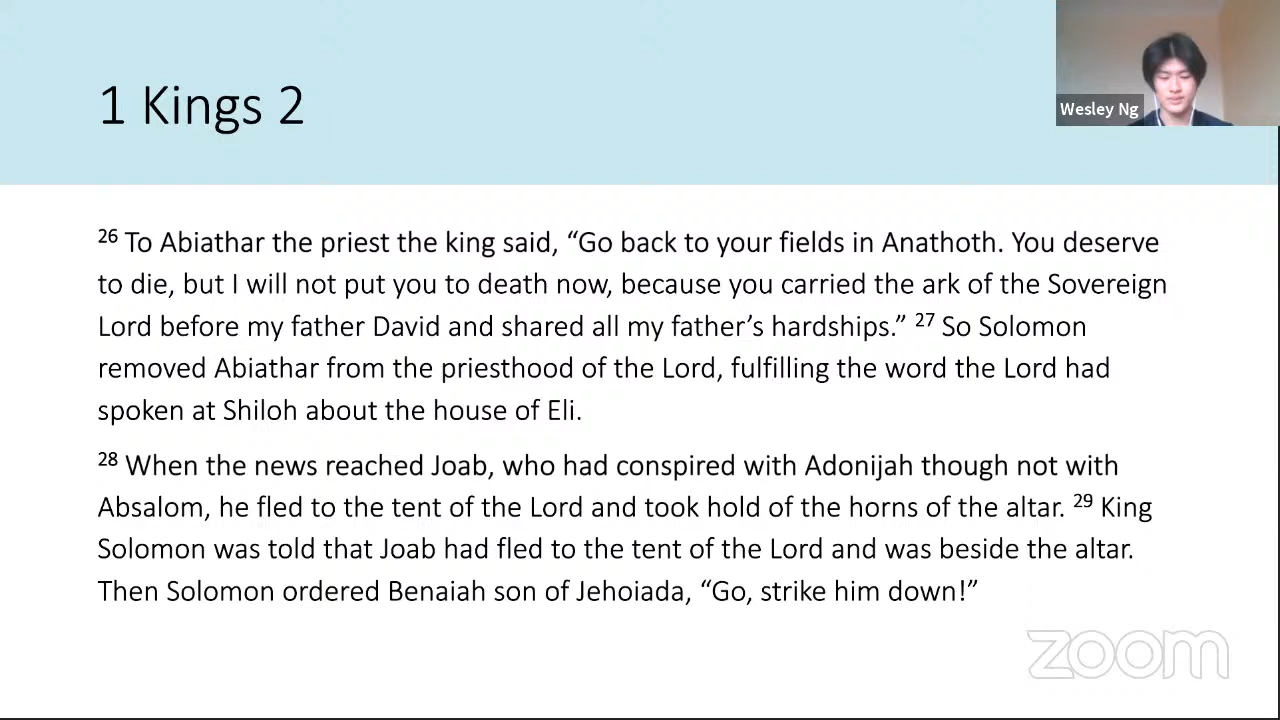 1 Kings 2
Wesley Ng
26 To Abiathar the priest the king said, “Go back to your fields in Anathoth. You deserve
to die, but I will not put you to death now, because you carried the ark of the Sovereign
Lord before my father David and shared all my father’s hardships.” 27 So Solomon
removed Abiathar from the priesthood of the Lord, fulfilling the word the Lord had
spoken at Shiloh about the house of Eli.
28 When the news reached Joab, who had conspired with Adonijah though not with
Absalom, he fled to the tent of the Lord and took hold of the horns of the altar. 29 King
Solomon was told that Joab had fled to the tent of the Lord and was beside the altar.
Then Solomon ordered Benaiah son of Jehoiada, “Go, strike him down!”
zoom